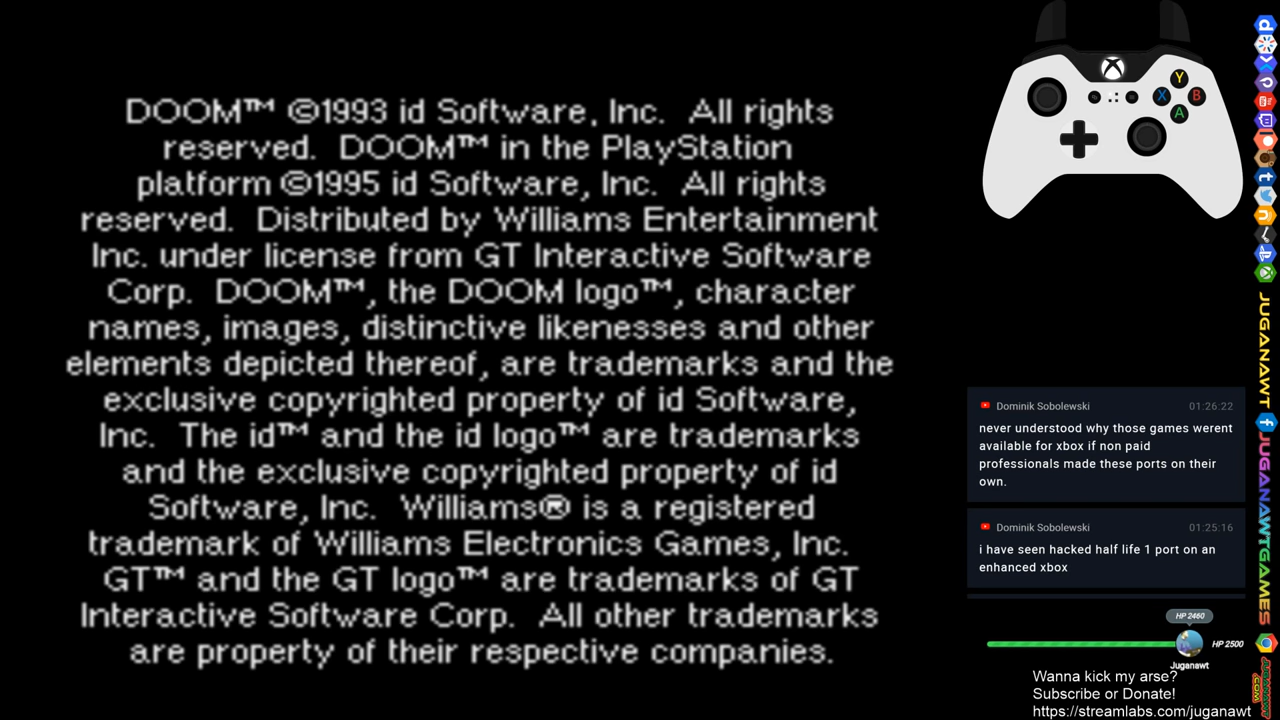 DOOM™ ©1993 id Software, Inc.  All rights
reserved.  DOOM™ in the PlayStation
platform ©1995 id Software, Inc.  All rights
reserved.  Distributed by Williams Entertainment
Inc. under license from GT Interactive Software
Corp.  DOOM™, the DOOM logo™, character
names, images, distinctive likenesses and other
elements depicted thereof, are trademarks and the
exclusive copyrighted property of id Software,
Inc.  The id™ and the id logo™ are trademarks
and the exclusive copyrighted property of id
Software, Inc.  Williams® is a registered
trademark of Williams Electronics Games, Inc.
GT™ and the GT logo™ are trademarks of GT
Interactive Software Corp.  All other trademarks
are property of their respective companies.
Y
X B
A
Dominik Sobolewski 01:26:22
never understood why those games werent
available for xbox if non paid
professionals made these ports on their
own.
Dominik Sobolewski 01:25:16
i have seen hacked half life 1 port on an
enhanced xbox
HP 2460
HP 2500
Juganawt
Wanna kick my arse?
Subscribe or Donate!
https://streamlabs.com/juganawt
JUGANAWT
JUGANAWTGAMES
JUGANAWT
.COM